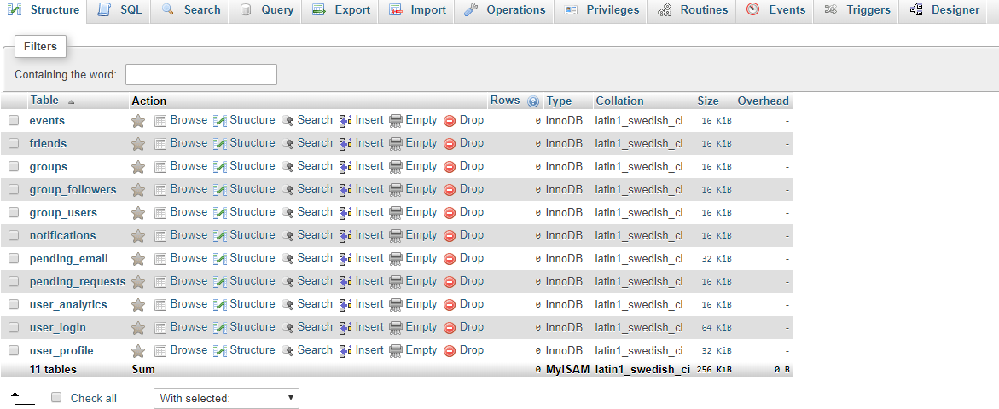 Structure SQL Search Query Export Import Operations Privileges Routines Events Triggers Designer
Filters
Containing the word:
Table Action Rows Type Collation Size Overhead
events Browse Structure Search Insert Empty Drop 0 InnoDB latin1_swedish_ci 16 KiB -
friends Browse Structure Search Insert Empty Drop 0 InnoDB latin1_swedish_ci 16 KiB -
groups Browse Structure Search Insert Empty Drop 0 InnoDB latin1_swedish_ci 16 KiB -
group_followers Browse Structure Search Insert Empty Drop 0 InnoDB latin1_swedish_ci 16 KiB -
group_users Browse Structure Search Insert Empty Drop 0 InnoDB latin1_swedish_ci 16 KiB -
notifications Browse Structure Search Insert Empty Drop 0 InnoDB latin1_swedish_ci 16 KiB -
pending_email Browse Structure Search Insert Empty Drop 0 InnoDB latin1_swedish_ci 32 KiB -
pending_requests Browse Structure Search Insert Empty Drop 0 InnoDB latin1_swedish_ci 16 KiB -
user_analytics Browse Structure Search Insert Empty Drop 0 InnoDB latin1_swedish_ci 16 KiB -
user_login Browse Structure Search Insert Empty Drop 0 InnoDB latin1_swedish_ci 64 KiB -
user_profile Browse Structure Search Insert Empty Drop 0 InnoDB latin1_swedish_ci 32 KiB -
11 tables Sum 0 MyISAM latin1_swedish_ci 256 KiB 0 B
Check all With selected: